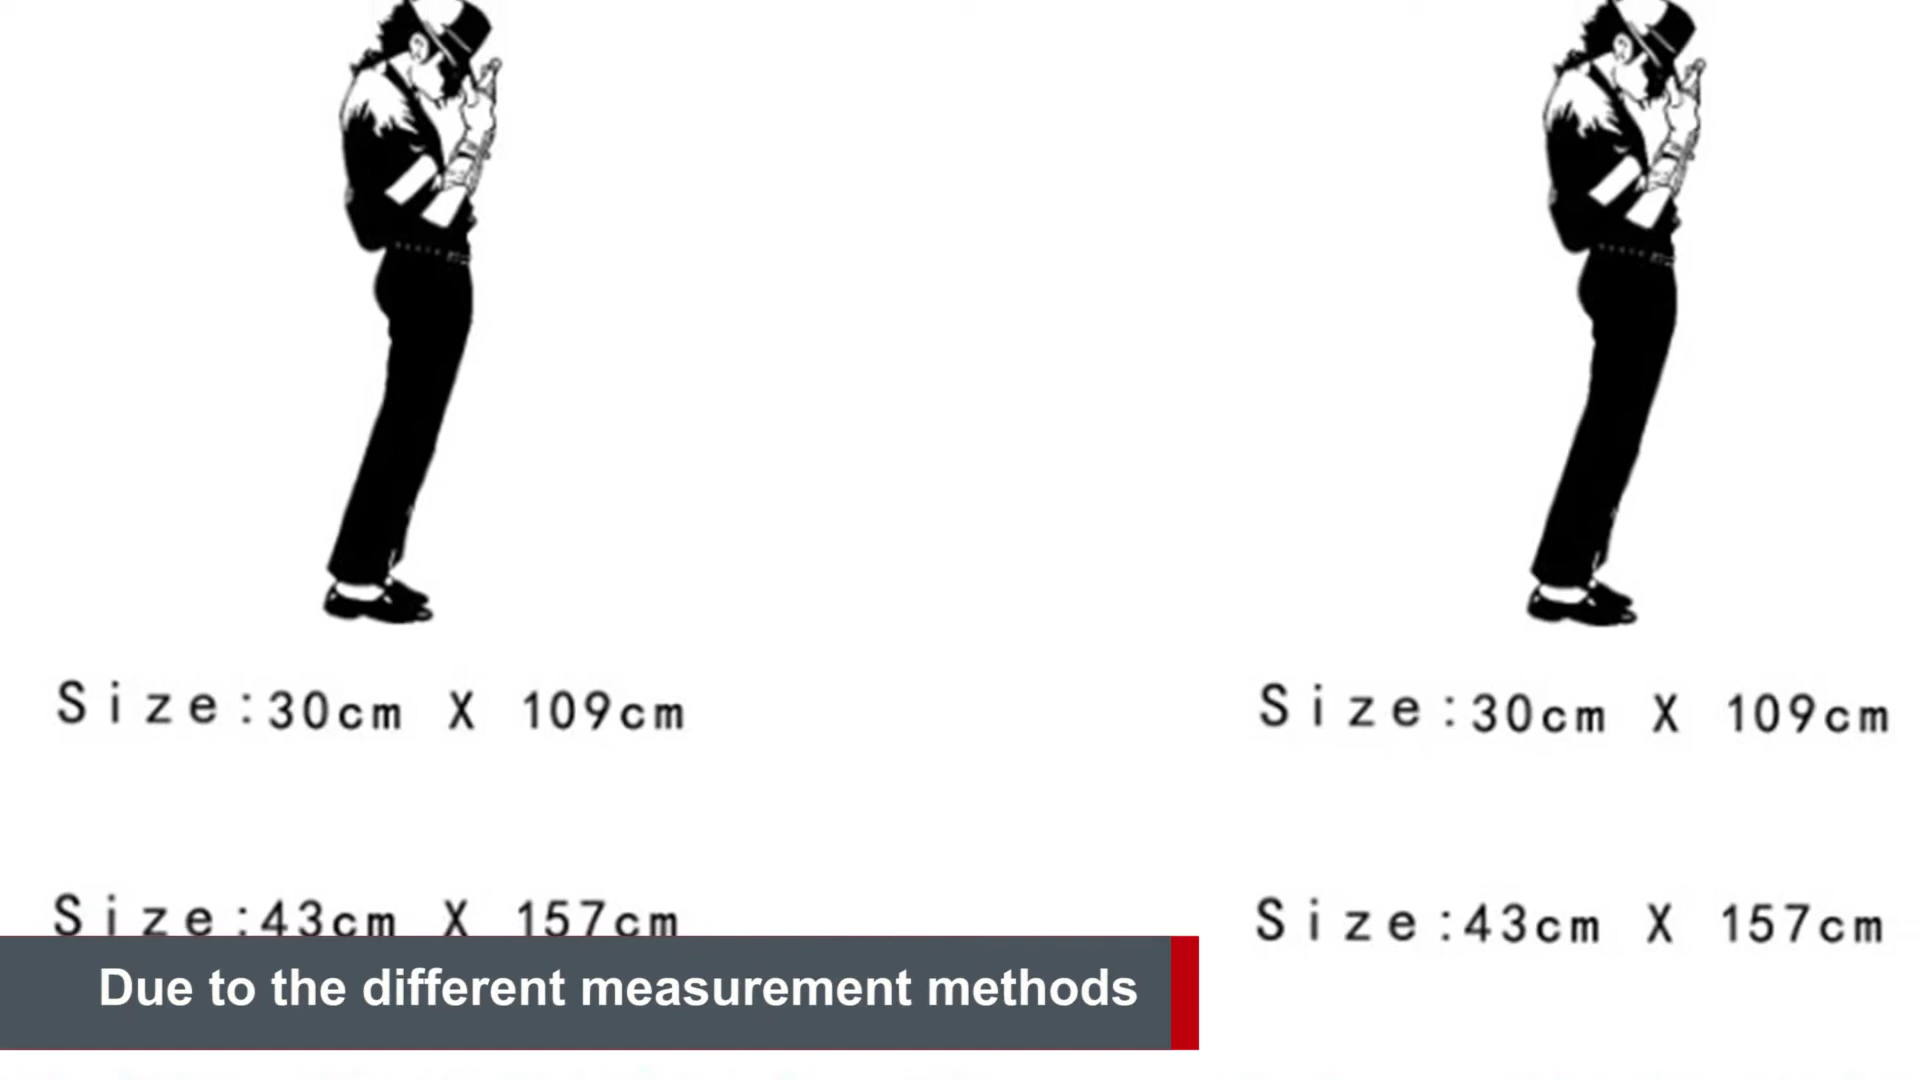 Size:30cm X 109cm
Size:30cm X 109cm
Size:43cm X 157cm
Size:43cm X 157cm
Due to the different measurement methods